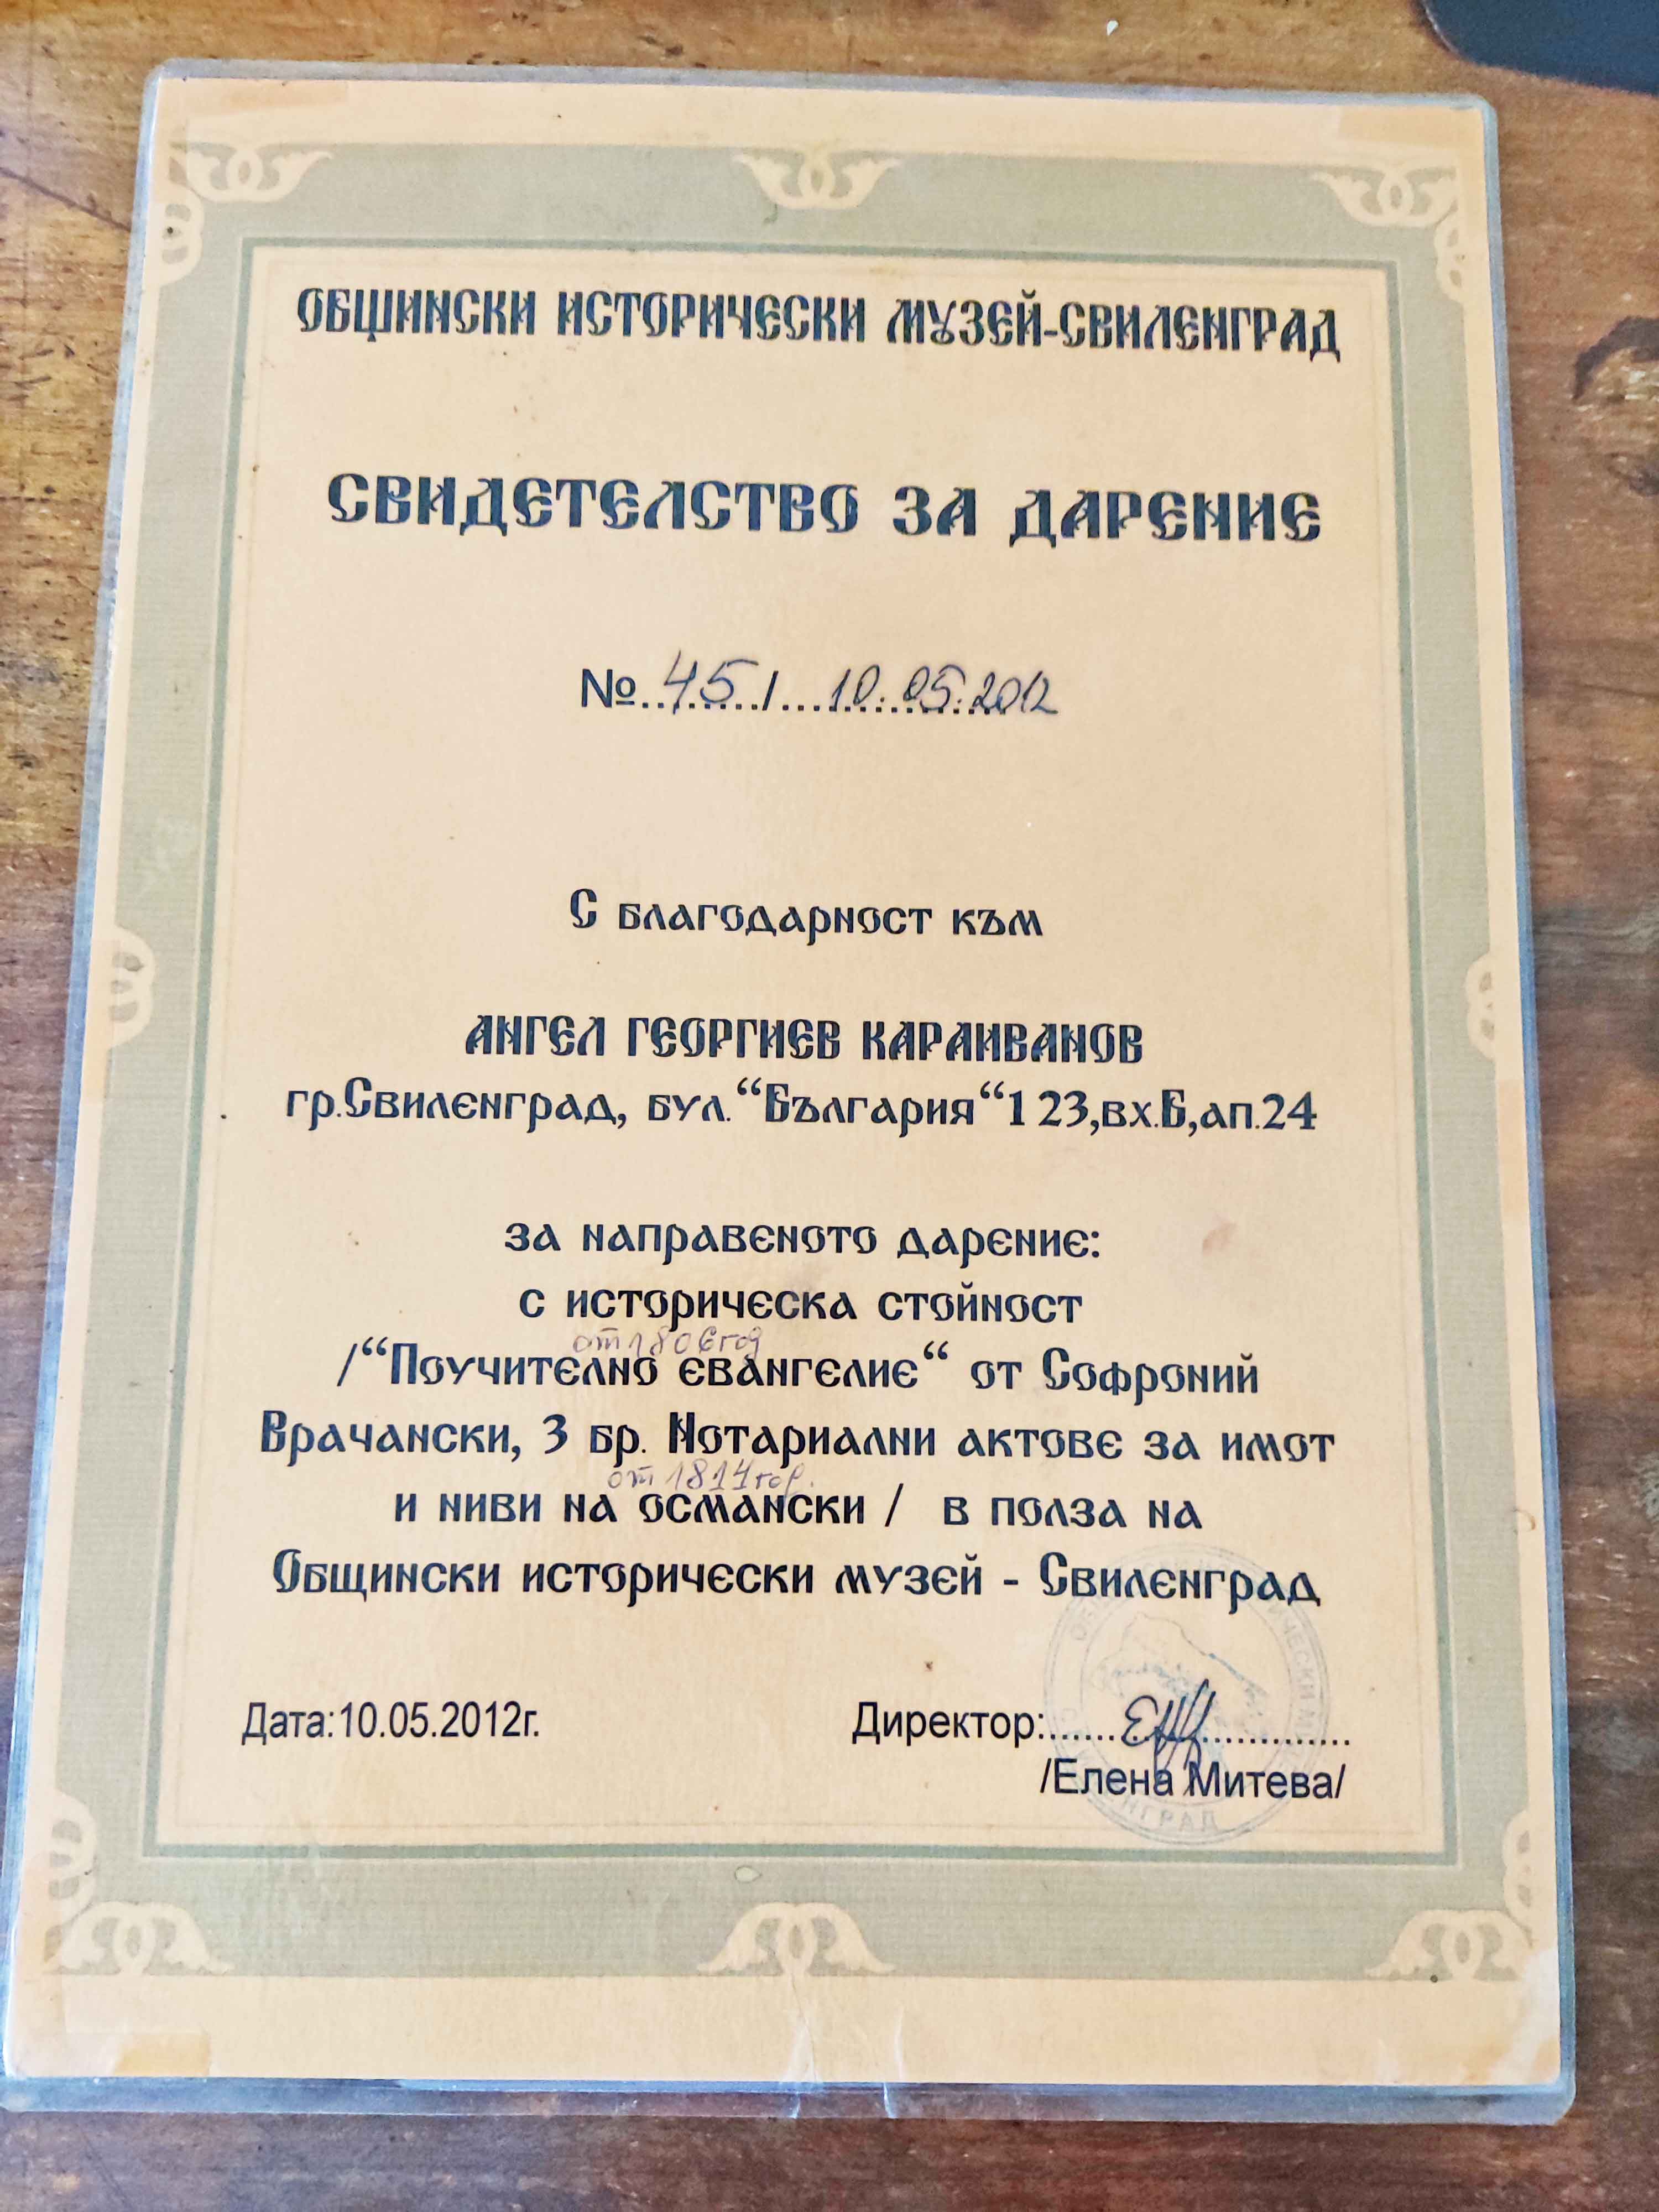 ОБЩИНСКИ ИСТОРИЧЕСКИ МУЗЕЙ-СВИЛЕНГРАД
СВИДЕТЕЛСТВО ЗА ДАРЕНИЕ
№..45../...10.05.2012
С благодарност към
АНГЕЛ ГЕОРГИЕВ КАРАИВАНОВ
гр.Свиленград, бул.“България“123,вх.Б,ап.24
за направеното дарение:
с историческа стойност
от 1806 год
/“Поучително евангелие“ от Софроний
Врачански, 3 бр. Нотариални актове за имот
от 1814 год.
и ниви на османски / в полза на
Общински исторически музей - Свиленград
Дата:10.05.2012г.
Директор:..........................
/Елена Митева/